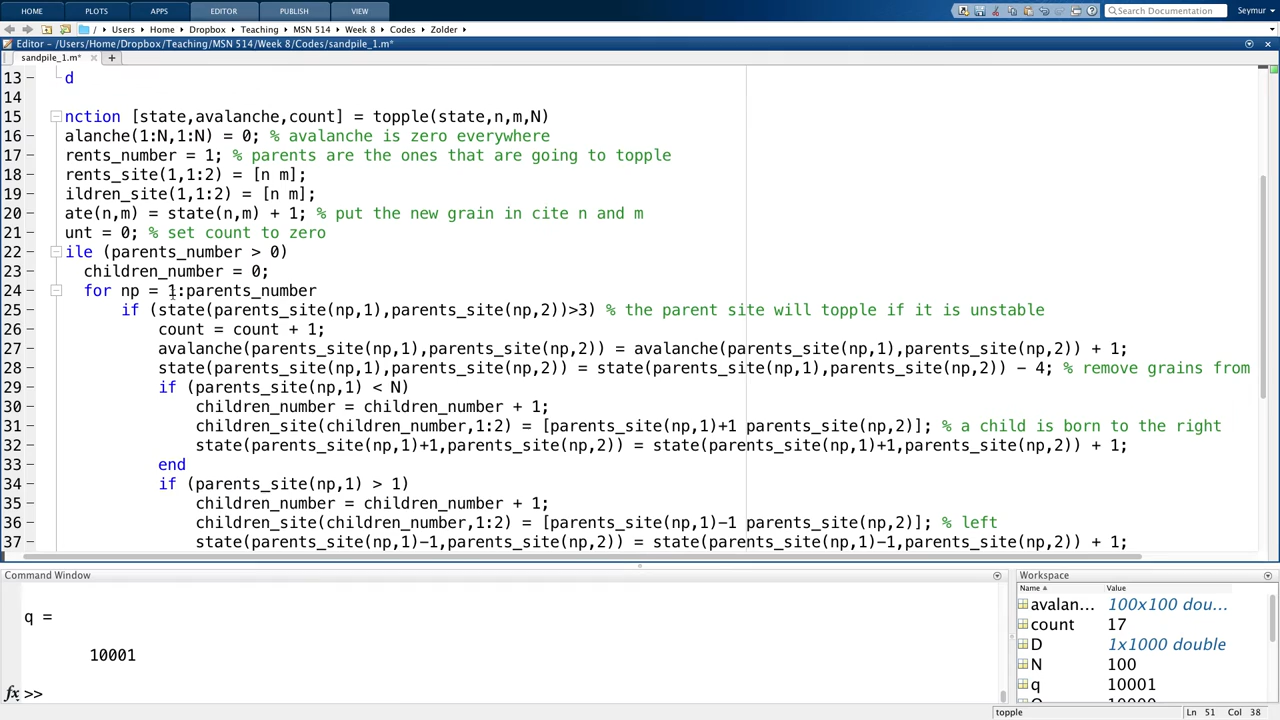 HOME PLOTS APPS EDITOR PUBLISH VIEW Search Documentation Seymur
/ Users Home Dropbox Teaching MSN 514 Week 8 Codes Zolder
Editor - /Users/Home/Dropbox/Teaching/MSN 514/Week 8/Codes/sandpile_1.m*
sandpile_1.m* × +
13 – d
14
15 nction [state,avalanche,count] = topple(state,n,m,N)
16 – alanche(1:N,1:N) = 0; % avalanche is zero everywhere
17 – rents_number = 1; % parents are the ones that are going to topple
18 – rents_site(1,1:2) = [n m];
19 – ildren_site(1,1:2) = [n m];
20 – ate(n,m) = state(n,m) + 1; % put the new grain in cite n and m
21 – unt = 0; % set count to zero
22 – ile (parents_number > 0)
23 – children_number = 0;
24 – for np = 1:parents_number
25 – if (state(parents_site(np,1),parents_site(np,2))>3) % the parent site will topple if it is unstable
26 – count = count + 1;
27 – avalanche(parents_site(np,1),parents_site(np,2)) = avalanche(parents_site(np,1),parents_site(np,2)) + 1;
28 – state(parents_site(np,1),parents_site(np,2)) = state(parents_site(np,1),parents_site(np,2)) - 4; % remove grains from
29 – if (parents_site(np,1) < N)
30 – children_number = children_number + 1;
31 – children_site(children_number,1:2) = [parents_site(np,1)+1 parents_site(np,2)]; % a child is born to the right
32 – state(parents_site(np,1)+1,parents_site(np,2)) = state(parents_site(np,1)+1,parents_site(np,2)) + 1;
33 – end
34 – if (parents_site(np,1) > 1)
35 – children_number = children_number + 1;
36 – children_site(children_number,1:2) = [parents_site(np,1)-1 parents_site(np,2)]; % left
37 – state(parents_site(np,1)-1,parents_site(np,2)) = state(parents_site(np,1)-1,parents_site(np,2)) + 1;
Command Window
q =
10001
fx >>
Workspace
Name Value
avalan... 100x100 dou...
count 17
D 1x1000 double
N 100
q 10001
topple Ln 51 Col 38